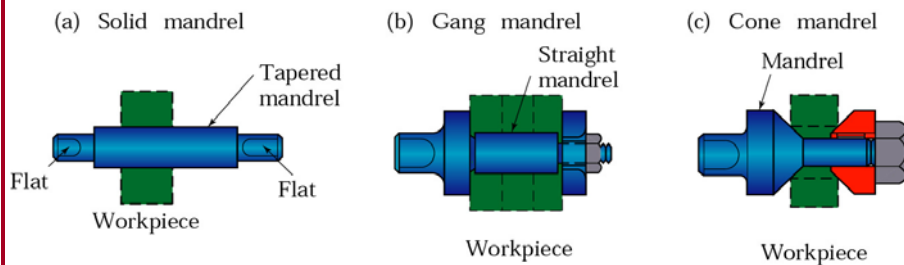 (a) Solid mandrel
Tapered
mandrel
Flat
Flat
Workpiece
(b) Gang mandrel
Straight
mandrel
Workpiece
(c) Cone mandrel
Mandrel
Workpiece